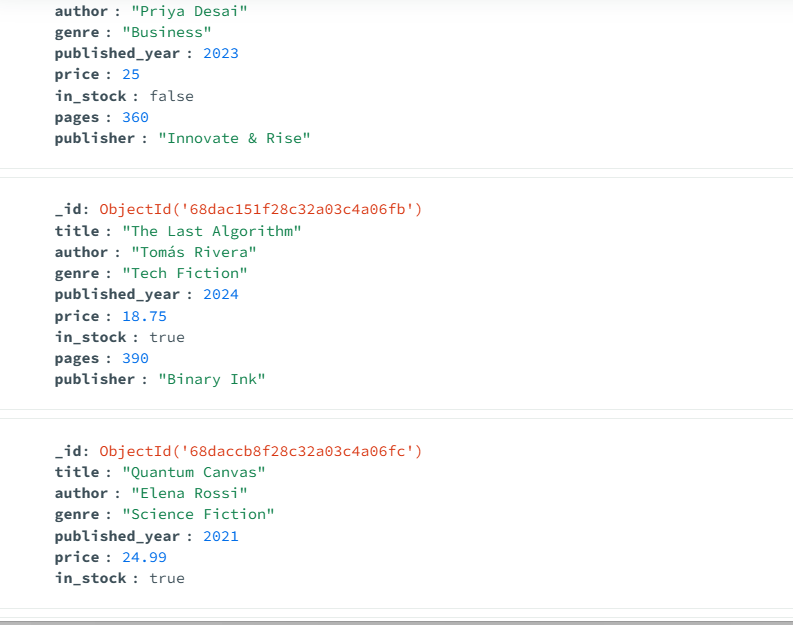 author : "Priya Desai"
genre : "Business"
published_year : 2023
price : 25
in_stock : false
pages : 360
publisher : "Innovate & Rise"
_id: ObjectId('68dac151f28c32a03c4a06fb')
title : "The Last Algorithm"
author : "Tomás Rivera"
genre : "Tech Fiction"
published_year : 2024
price : 18.75
in_stock : true
pages : 390
publisher : "Binary Ink"
_id: ObjectId('68daccb8f28c32a03c4a06fc')
title : "Quantum Canvas"
author : "Elena Rossi"
genre : "Science Fiction"
published_year : 2021
price : 24.99
in_stock : true